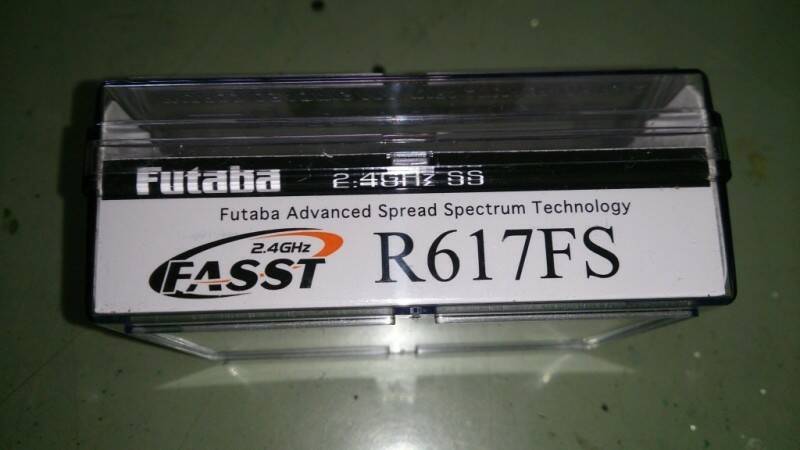 Futaba 2.4GHz SS
Futaba Advanced Spread Spectrum Technology
2.4GHz
FASST R617FS